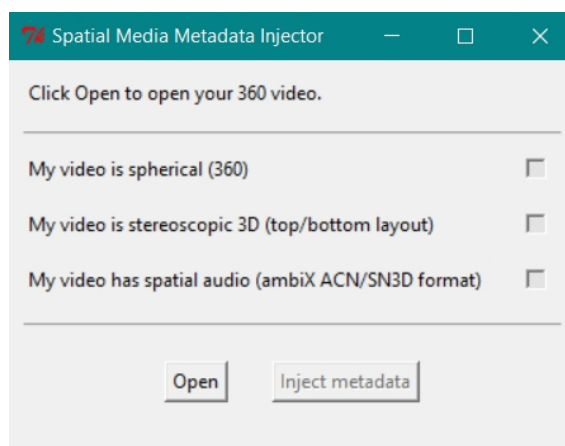 Spatial Media Metadata Injector
Click Open to open your 360 video.
My video is spherical (360)
My video is stereoscopic 3D (top/bottom layout)
My video has spatial audio (ambiX ACN/SN3D format)
Open Inject metadata